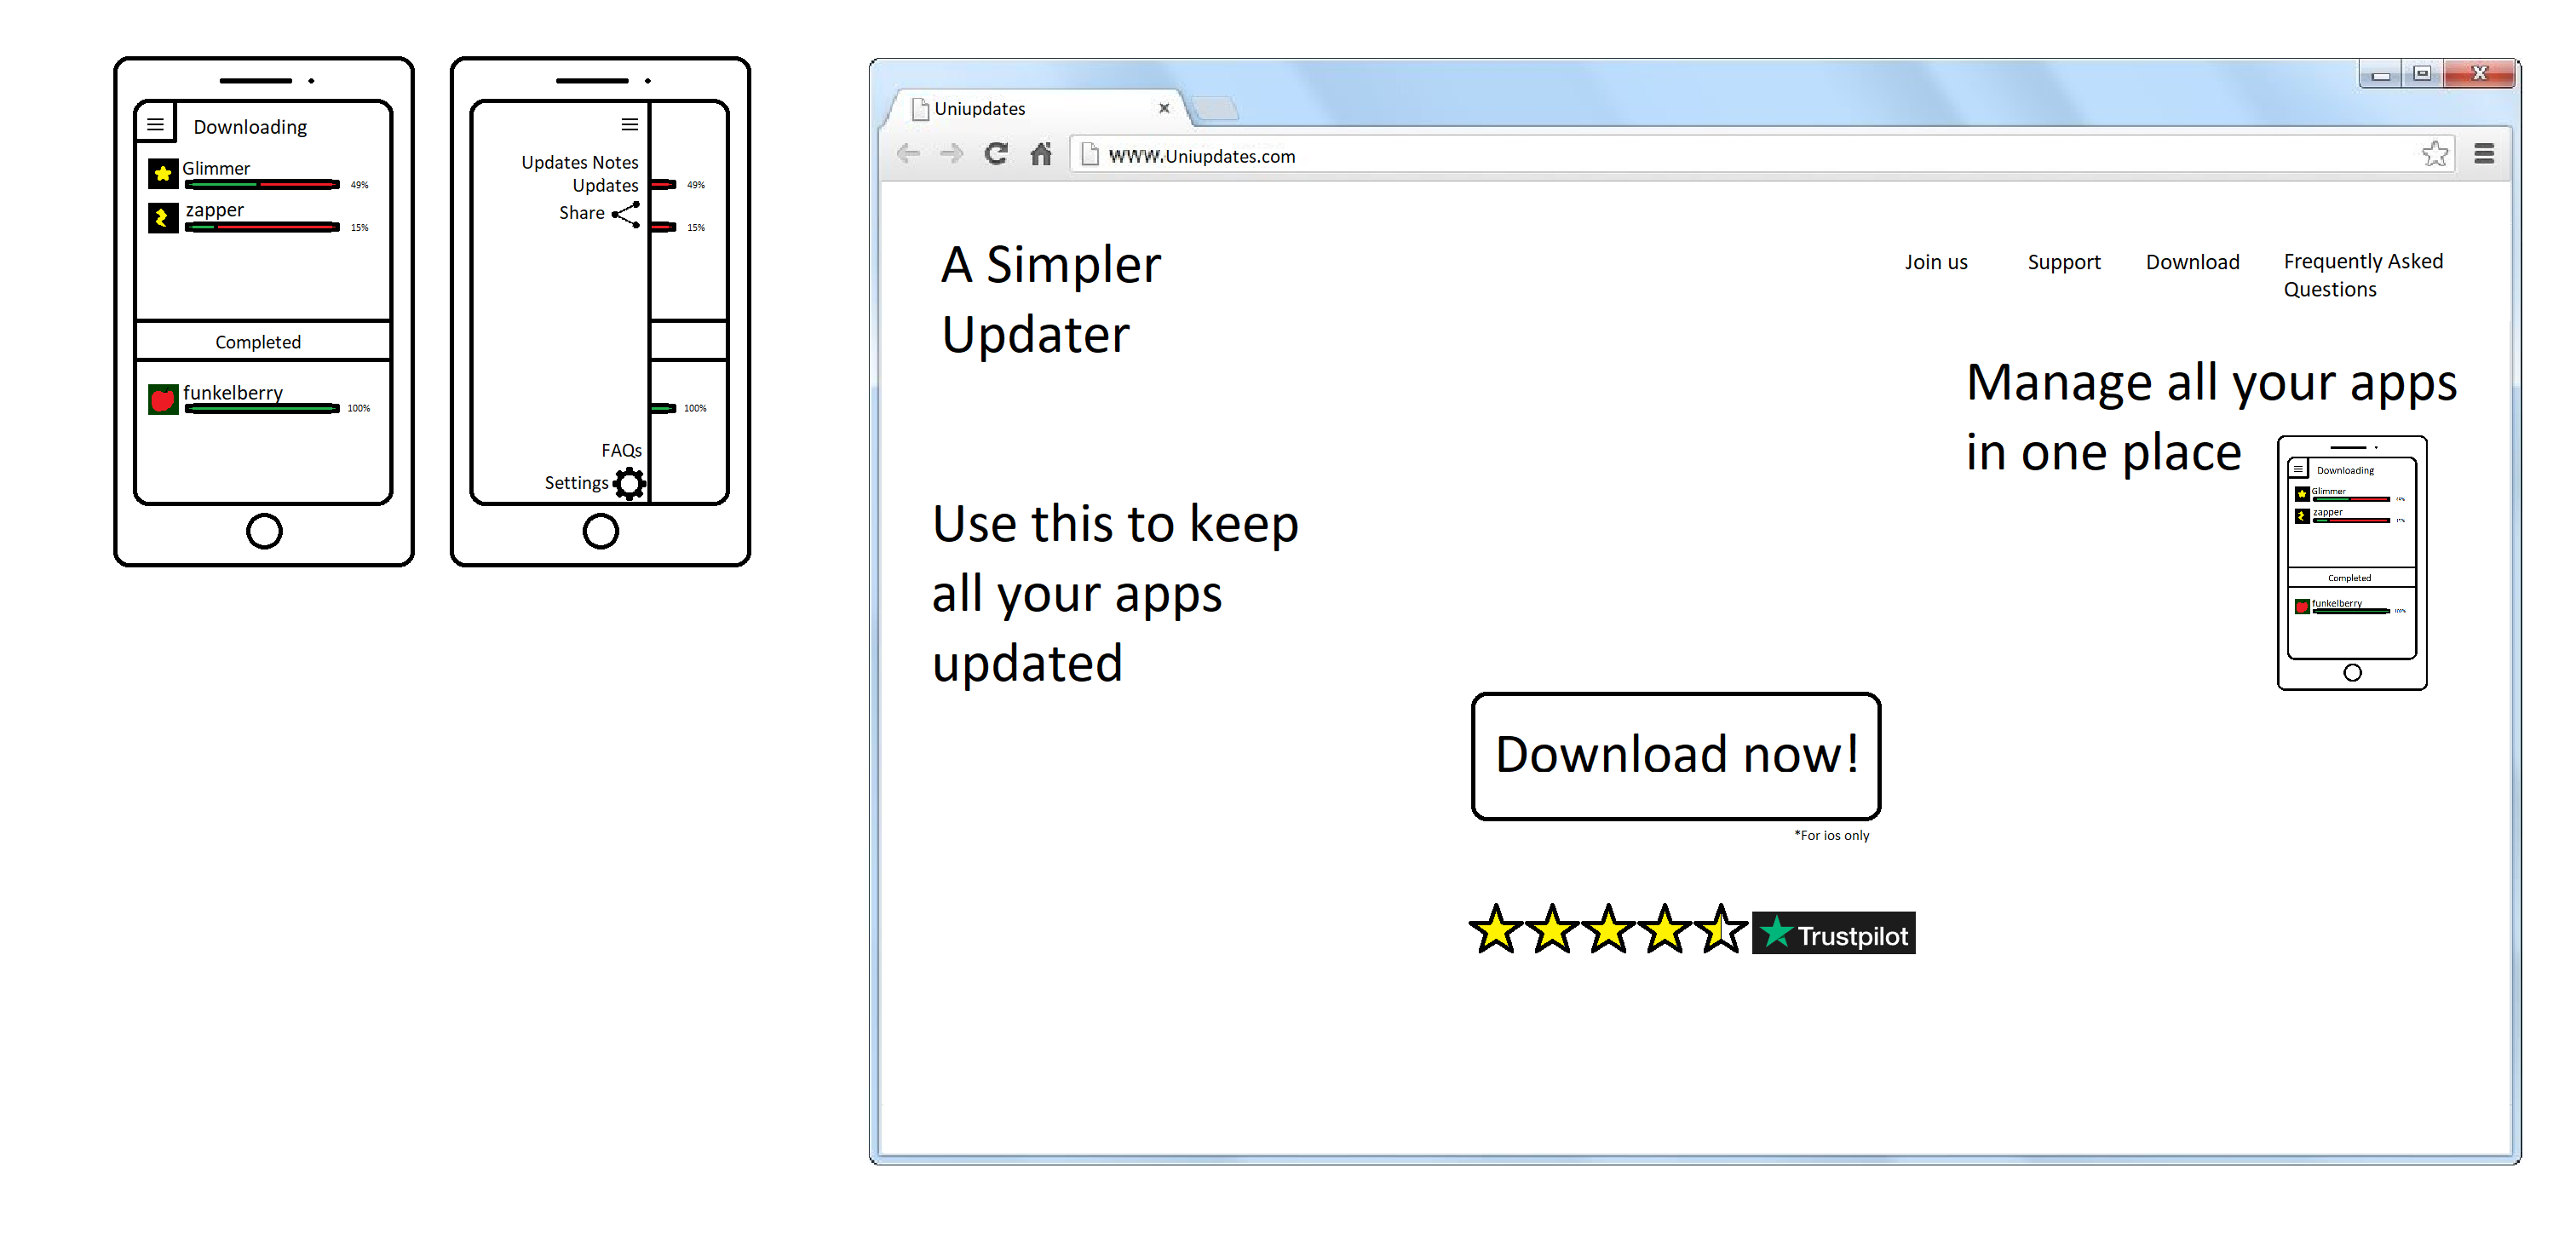 Downloading
Glimmer
49%
zapper
15%
Completed
funkelberry
100%
Updates Notes
Updates
49%
Share
15%
100%
FAQs
Settings
Uniupdates
www.Uniupdates.com
A Simpler
Updater
Join us
Support
Download
Frequently Asked
Questions
Manage all your apps
in one place
Downloading
Glimmer
zapper
Completed
funkelberry
Use this to keep
all your apps
updated
Download now!
*For ios only
Trustpilot